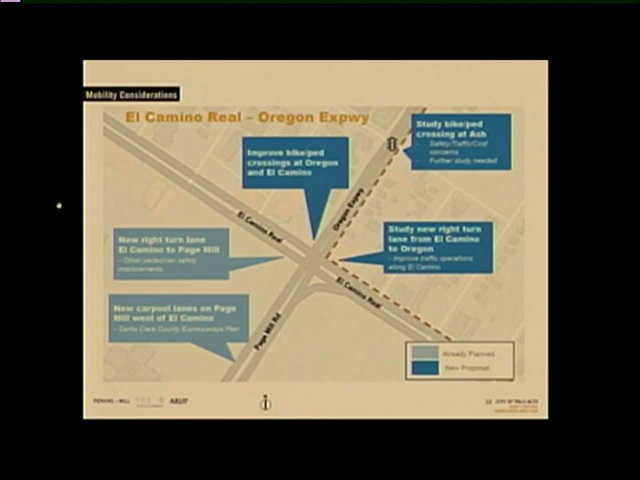 Mobility Considerations
El Camino Real – Oregon Expwy
Study bike/ped
crossing at Ash
- Safety/Traffic/Cost
concerns
- Further study needed
Improve bike/ped
crossings at Oregon
and El Camino
Oregon Expwy
El Camino Real
New right turn lane
El Camino to Page Mill
- Other pedestrian safety
improvements
Study new right turn
lane from El Camino
to Oregon
- Improve traffic operations
along El Camino
El Camino Real
New carpool lanes on Page
Mill west of El Camino
- Santa Clara County Expressways Plan
Page Mill Rd
Already Planned
New Proposal
PERKINS + WILL
ARUP
12 CITY OF PALO ALTO